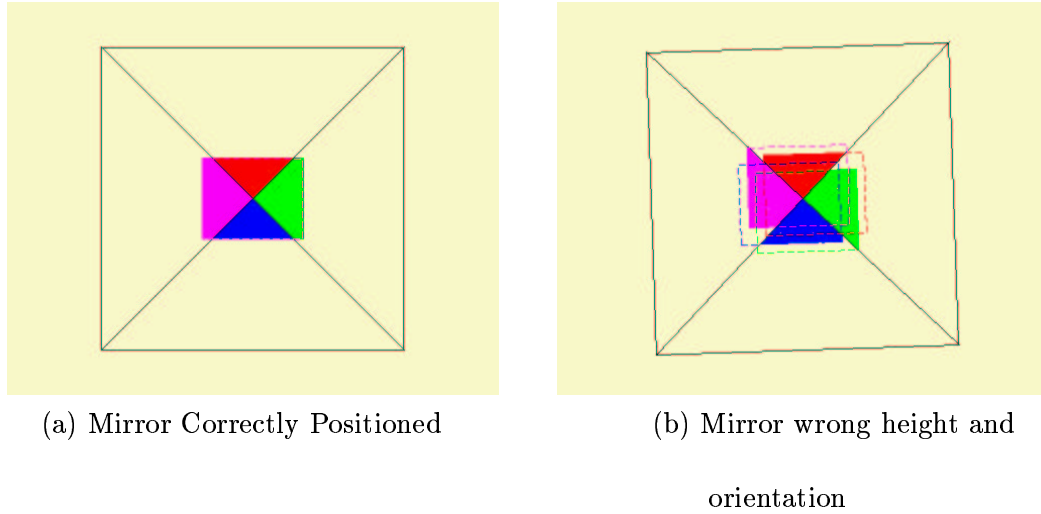 (a) Mirror Correctly Positioned
(b) Mirror wrong height and
orientation